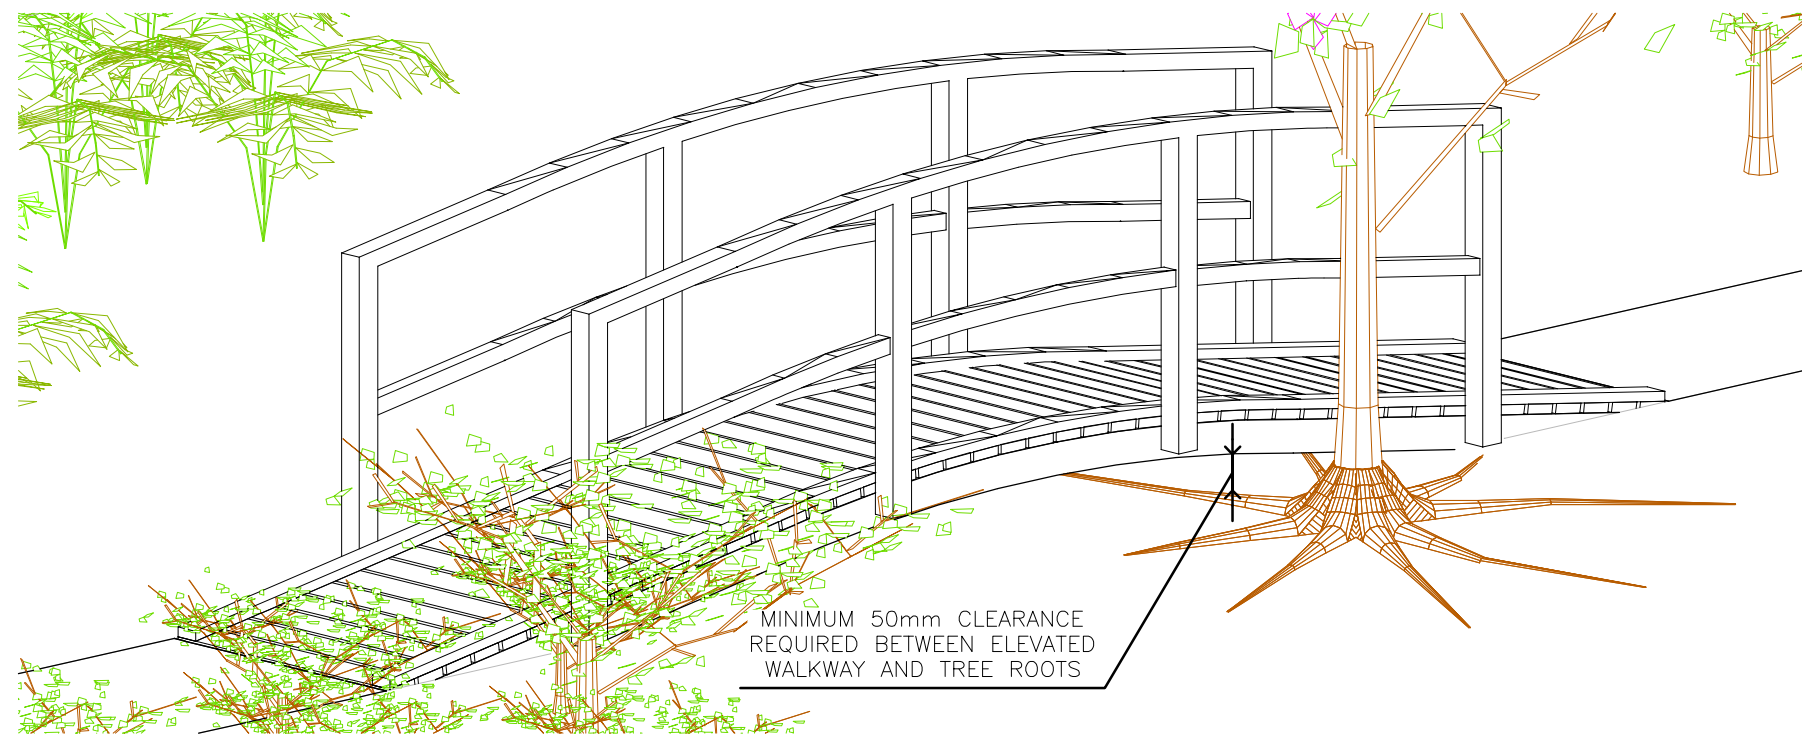 MINIMUM 50mm CLEARANCE
REQUIRED BETWEEN ELEVATED
WALKWAY AND TREE ROOTS